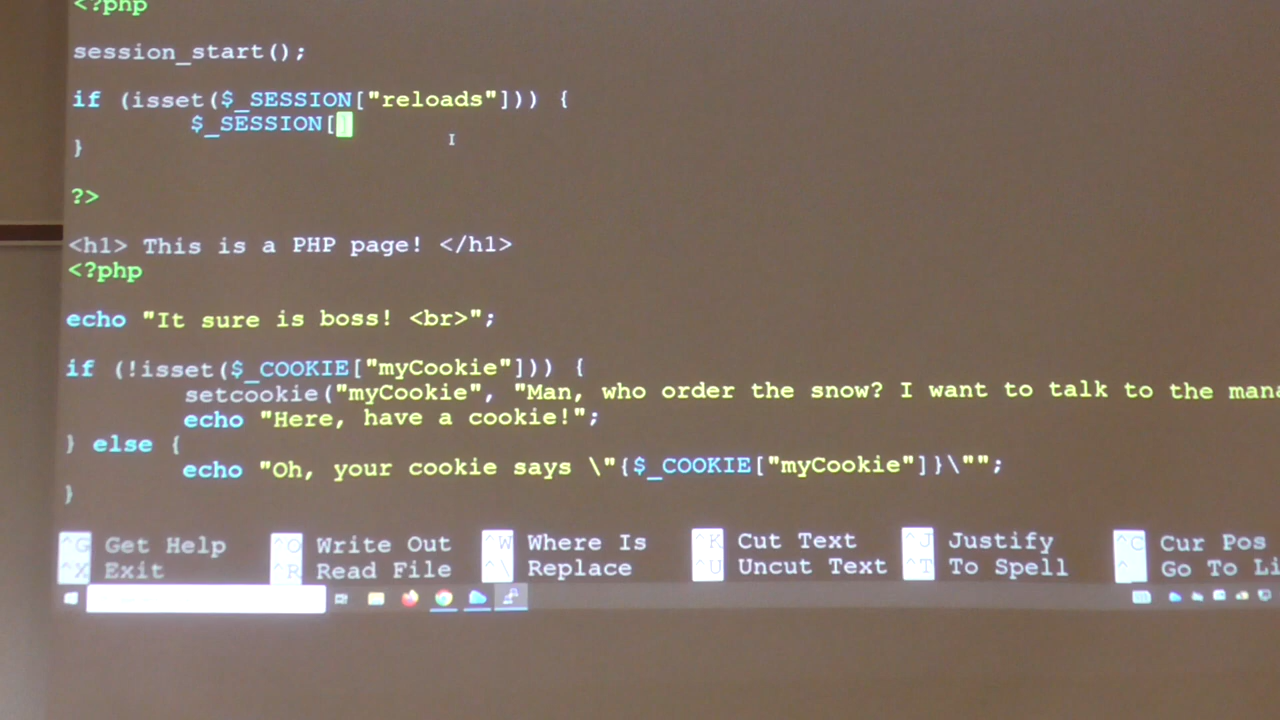 <?php
session_start();
if (isset($_SESSION["reloads"])) {
$_SESSION[]
}
?>
<h1> This is a PHP page! </h1>
<?php
echo "It sure is boss! <br>";
if (!isset($_COOKIE["myCookie"])) {
setcookie("myCookie", "Man, who order the snow? I want to talk to the mana
echo "Here, have a cookie!";
} else {
echo "Oh, your cookie says \"{$_COOKIE["myCookie"]}\"";
}
^G Get Help ^O Write Out ^W Where Is ^K Cut Text ^J Justify ^C Cur Pos
^X Exit ^R Read File ^\ Replace ^U Uncut Text ^T To Spell ^_ Go To Li